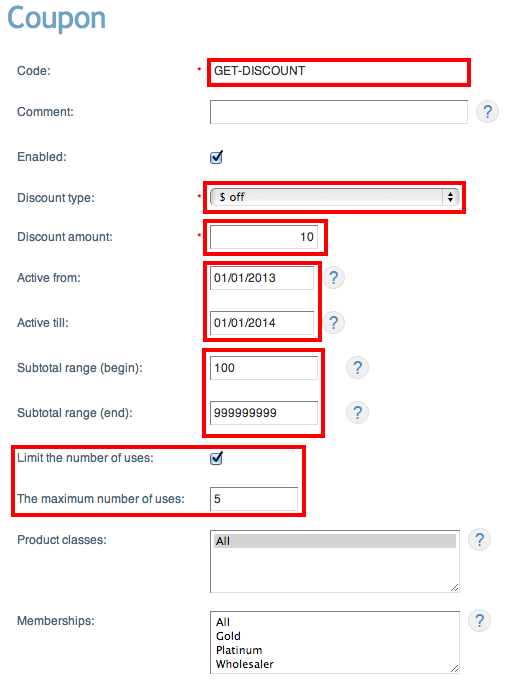 Coupon
Code: * GET-DISCOUNT
Comment: ?
Enabled:
Discount type: * $ off
Discount amount: * 10
Active from: 01/01/2013 ?
Active till: 01/01/2014 ?
Subtotal range (begin): 100 ?
Subtotal range (end): 999999999 ?
Limit the number of uses:
The maximum number of uses: 5
Product classes: All ?
Memberships: All ?
Gold
Platinum
Wholesaler